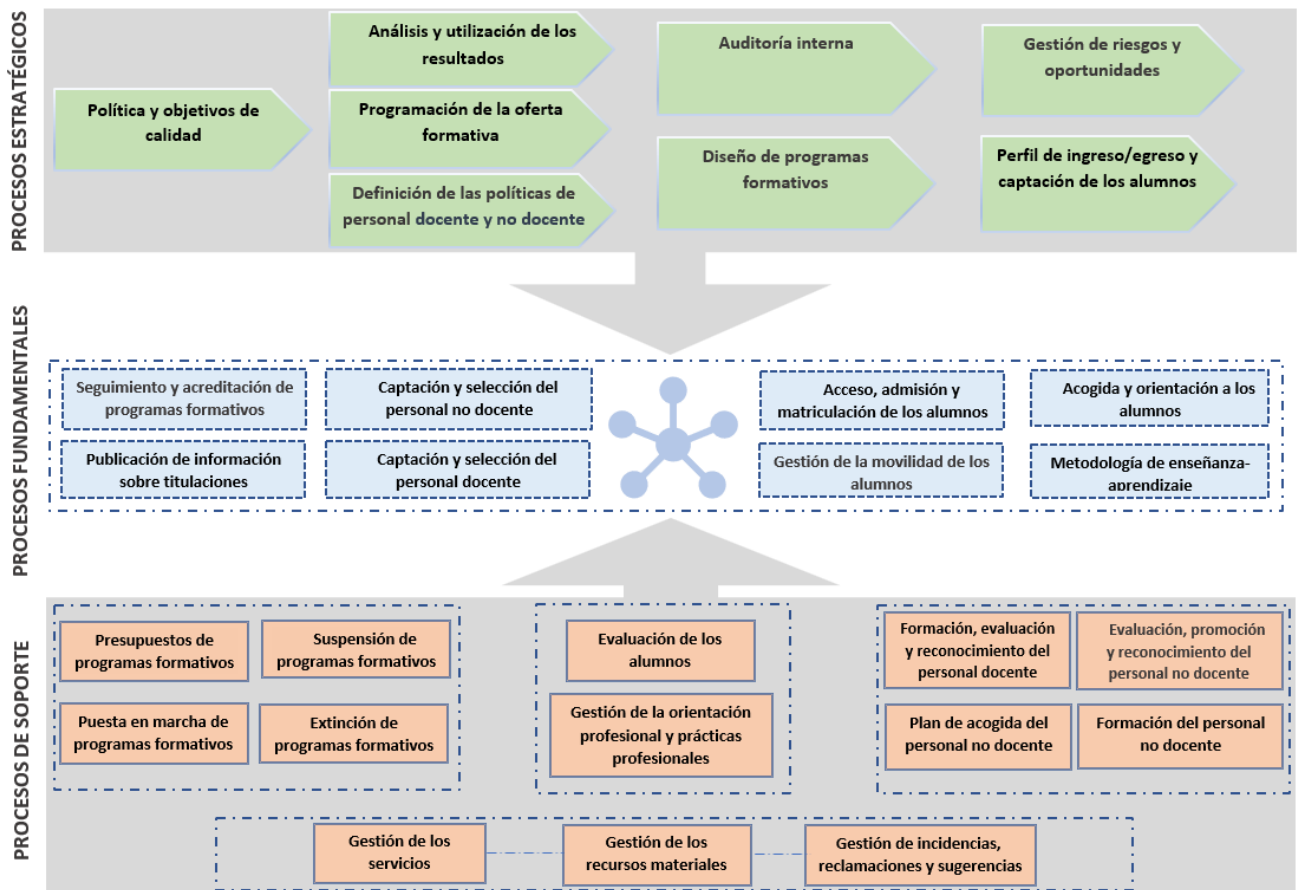 PROCESOS ESTRATÉGICOS
Política y objetivos de
calidad
Análisis y utilización de los
resultados
Programación de la oferta
formativa
Definición de las políticas de
personal docente y no docente
Auditoría interna
Diseño de programas
formativos
Gestión de riesgos y
oportunidades
Perfil de ingreso/egreso y
captación de los alumnos
PROCESOS FUNDAMENTALES
Seguimiento y acreditación de
programas formativos
Captación y selección del
personal no docente
Publicación de información
sobre titulaciones
Captación y selección del
personal docente
Acceso, admisión y
matriculación de los alumnos
Acogida y orientación a los
alumnos
Gestión de la movilidad de los
alumnos
Metodología de enseñanza-
aprendizaje
PROCESOS DE SOPORTE
Presupuestos de
programas formativos
Suspensión de
programas formativos
Puesta en marcha de
programas formativos
Extinción de
programas formativos
Evaluación de los
alumnos
Gestión de la orientación
profesional y prácticas
profesionales
Formación, evaluación
y reconocimiento del
personal docente
Evaluación, promoción
y reconocimiento del
personal no docente
Plan de acogida del
personal no docente
Formación del personal
no docente
Gestión de los
servicios
Gestión de los
recursos materiales
Gestión de incidencias,
reclamaciones y sugerencias